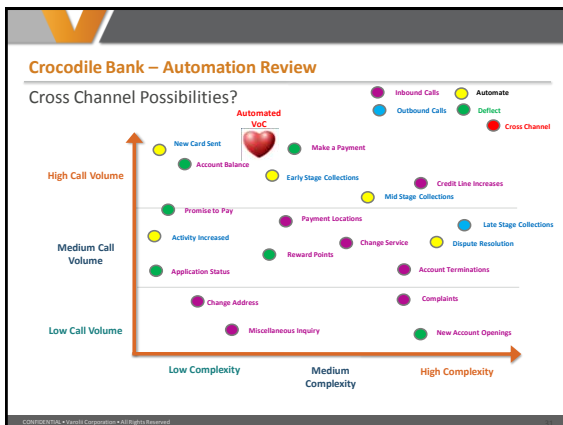 Crocodile Bank – Automation Review
Cross Channel Possibilities?
Inbound Calls
Automate
Outbound Calls
Deflect
Cross Channel
Automated
VoC
New Card Sent
Make a Payment
Account Balance
High Call Volume
Early Stage Collections
Credit Line Increases
Mid Stage Collections
Promise to Pay
Payment Locations
Late Stage Collections
Activity Increased
Medium Call
Volume
Change Service
Dispute Resolution
Reward Points
Application Status
Account Terminations
Change Address
Complaints
Low Call Volume
Miscellaneous Inquiry
New Account Openings
Low Complexity
Medium
Complexity
High Complexity
CONFIDENTIAL • Varolii Corporation • All Rights Reserved